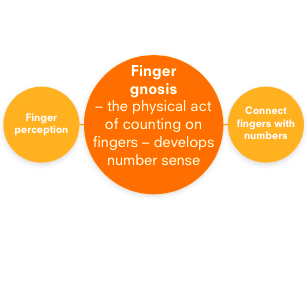 Finger
perception
Finger
gnosis
– the physical act
of counting on
fingers – develops
number sense
Connect
fingers with
numbers